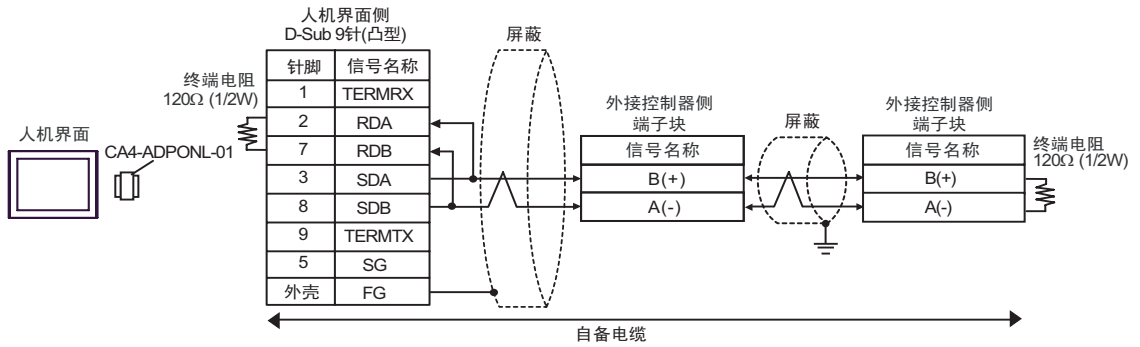 人机界面侧
D-Sub 9针(凸型)
屏蔽
针脚 信号名称
终端电阻
120Ω (1/2W)
1 TERMRX
2 RDA
7 RDB
3 SDA
8 SDB
9 TERMTX
5 SG
外壳 FG
人机界面
CA4-ADPONL-01
外接控制器侧
端子块
信号名称
B(+)
A(-)
屏蔽
外接控制器侧
端子块
信号名称
B(+)
A(-)
终端电阻
120Ω (1/2W)
自备电缆